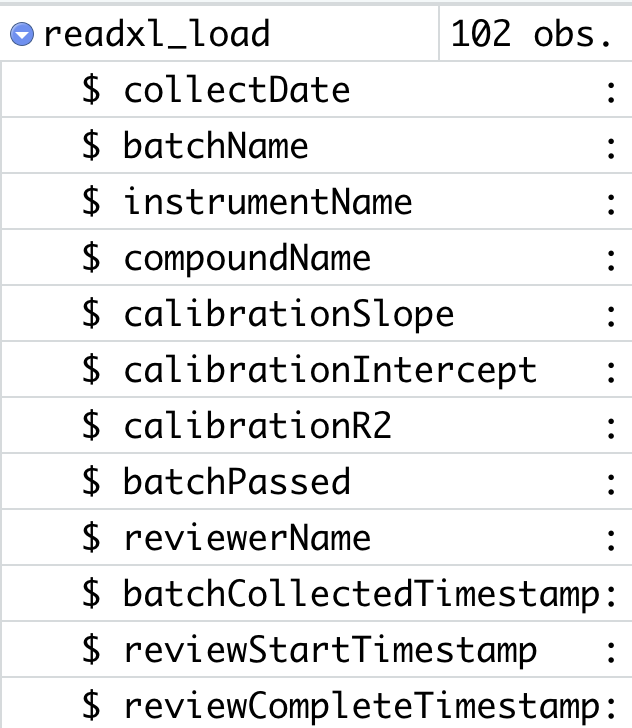 readxl_load 102 obs.
$ collectDate :
$ batchName :
$ instrumentName :
$ compoundName :
$ calibrationSlope :
$ calibrationIntercept :
$ calibrationR2 :
$ batchPassed :
$ reviewerName :
$ batchCollectedTimestamp:
$ reviewStartTimestamp :
$ reviewCompleteTimestamp: